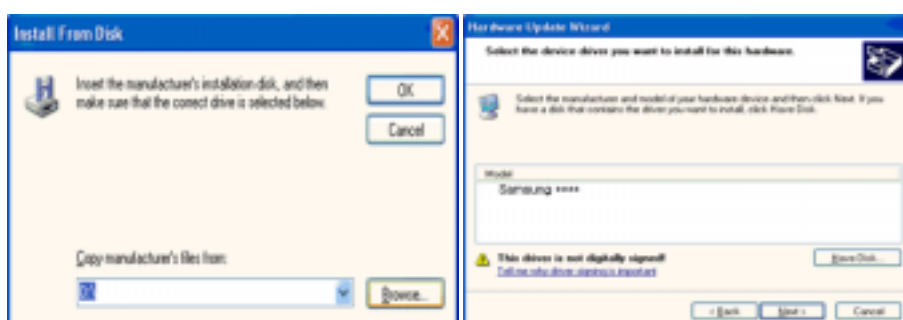 Install From Disk
Insert the manufacturer's installation disk, and then
make sure that the correct drive is selected below.
OK
Cancel
Copy manufacturer's files from:
D:\
Browse...
Hardware Update Wizard
Select the device driver you want to install for this hardware.
Select the manufacturer and model of your hardware device and then click Next. If you
have a disk that contains the driver you want to install, click Have Disk.
Model
Samsung ****
This driver is not digitally signed!
Tell me why driver signing is important
Have Disk...
< Back
Next >
Cancel